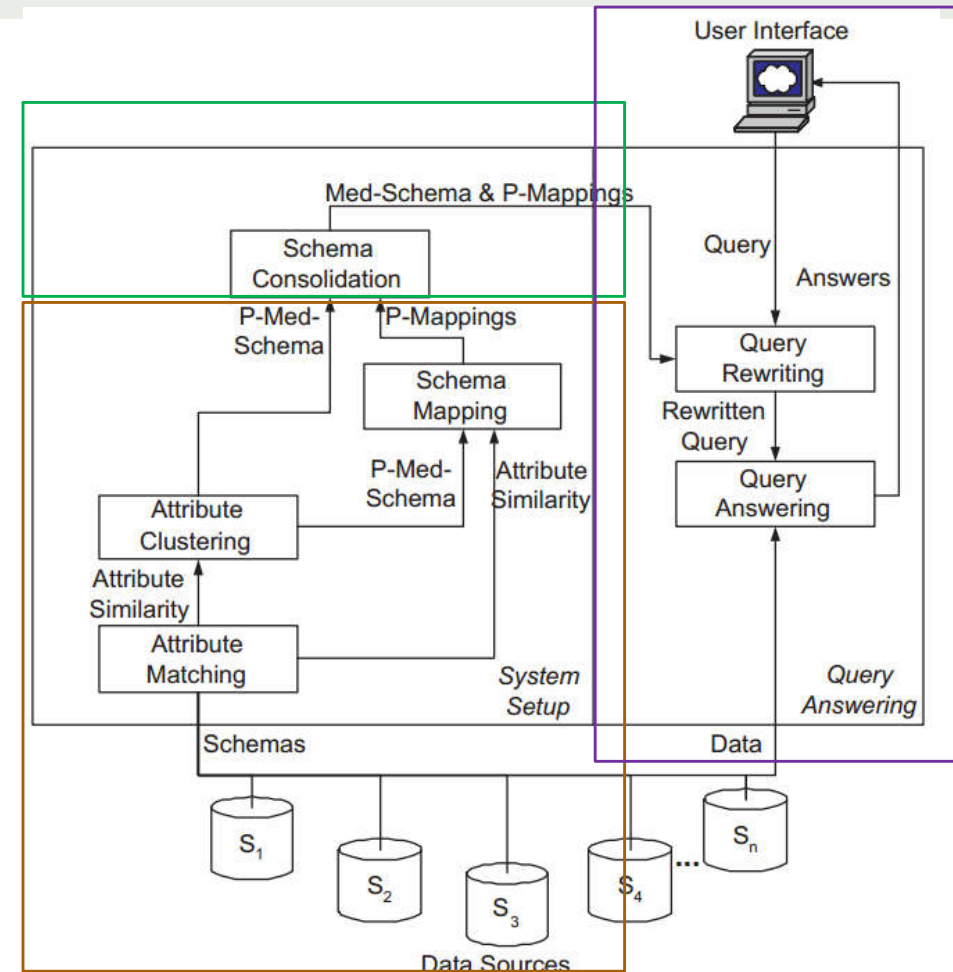 User Interface
Med-Schema & P-Mappings
Schema
Consolidation
Query
Answers
P-Med-
Schema
P-Mappings
Query
Rewriting
Schema
Mapping
Rewritten
Query
P-Med-
Schema
Attribute
Similarity
Query
Answering
Attribute
Clustering
Attribute
Similarity
Attribute
Matching
System
Setup
Query
Answering
Schemas
Data
S1
S2
S3
S4
...
Sn
Data Sources